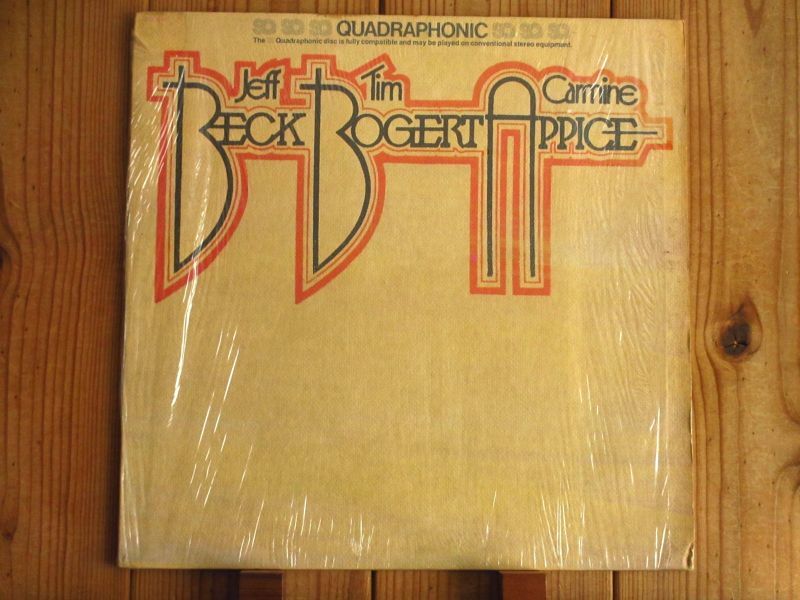 SQ SQ SQ QUADRAPHONIC SQ SQ SQ
The SQ Quadraphonic disc is fully compatible and may be played on conventional stereo equipment.
Jeff Tim Carmine
BECK BOGERT APPICE